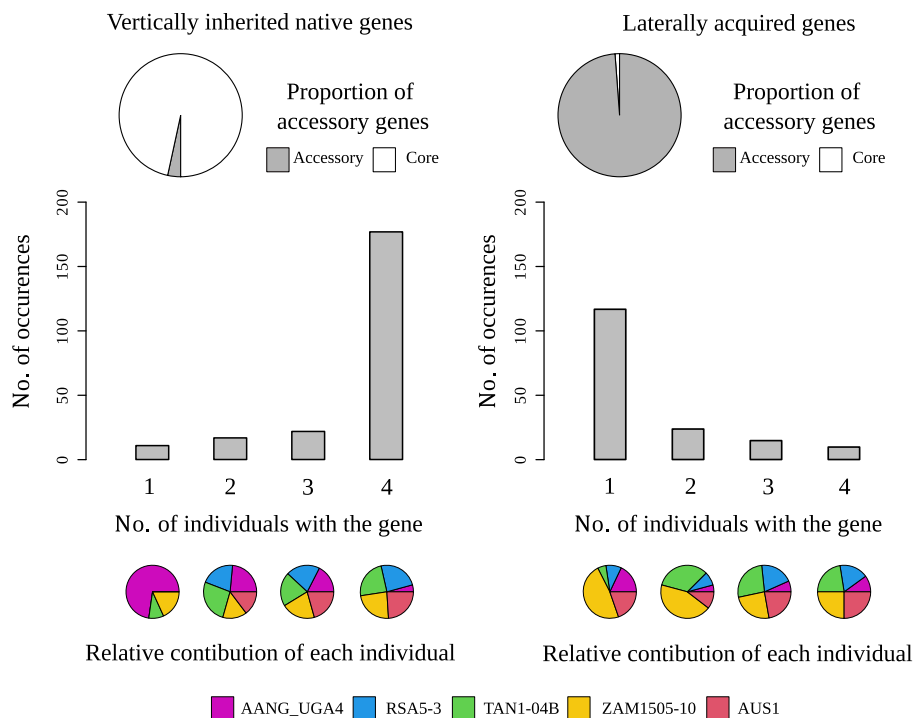 Vertically inherited native genes
Proportion of
accessory genes
Accessory Core
No. of occurences
0 50 100 150 200
1 2 3 4
No. of individuals with the gene
Relative contibution of each individual
Laterally acquired genes
Proportion of
accessory genes
Accessory Core
No. of occurences
0 50 100 150 200
1 2 3 4
No. of individuals with the gene
Relative contibution of each individual
AANG_UGA4 RSA5-3 TAN1-04B ZAM1505-10 AUS1